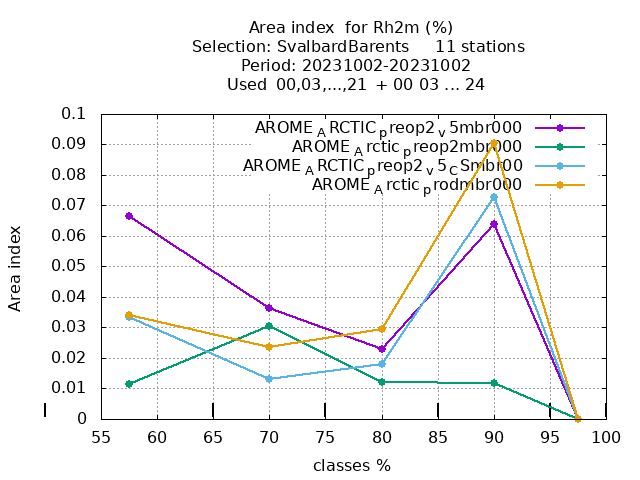 Area index  for Rh2m (%)
Selection: SvalbardBarents     11 stations
Period: 20231002-20231002
Used  00,03,...,21  + 00 03 ... 24
0.1
0.09
0.08
0.07
0.06
0.05
0.04
0.03
0.02
0.01
0
Area index
AROME_ARCTIC_preop2_v5mbr000
AROME_Arctic_preop2mbr000
AROME_ARCTIC_preop2_v5_CSmbr00
AROME_Arctic_prodmbr000
55 60 65 70 75 80 85 90 95 100
classes %